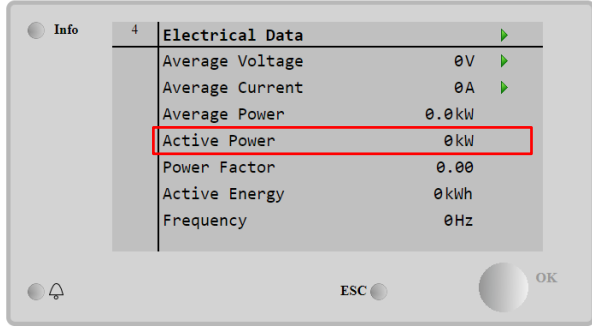 Info
4 Electrical Data
Average Voltage 0V
Average Current 0A
Average Power 0.0kW
Active Power 0kW
Power Factor 0.00
Active Energy 0kWh
Frequency 0Hz
ESC
OK